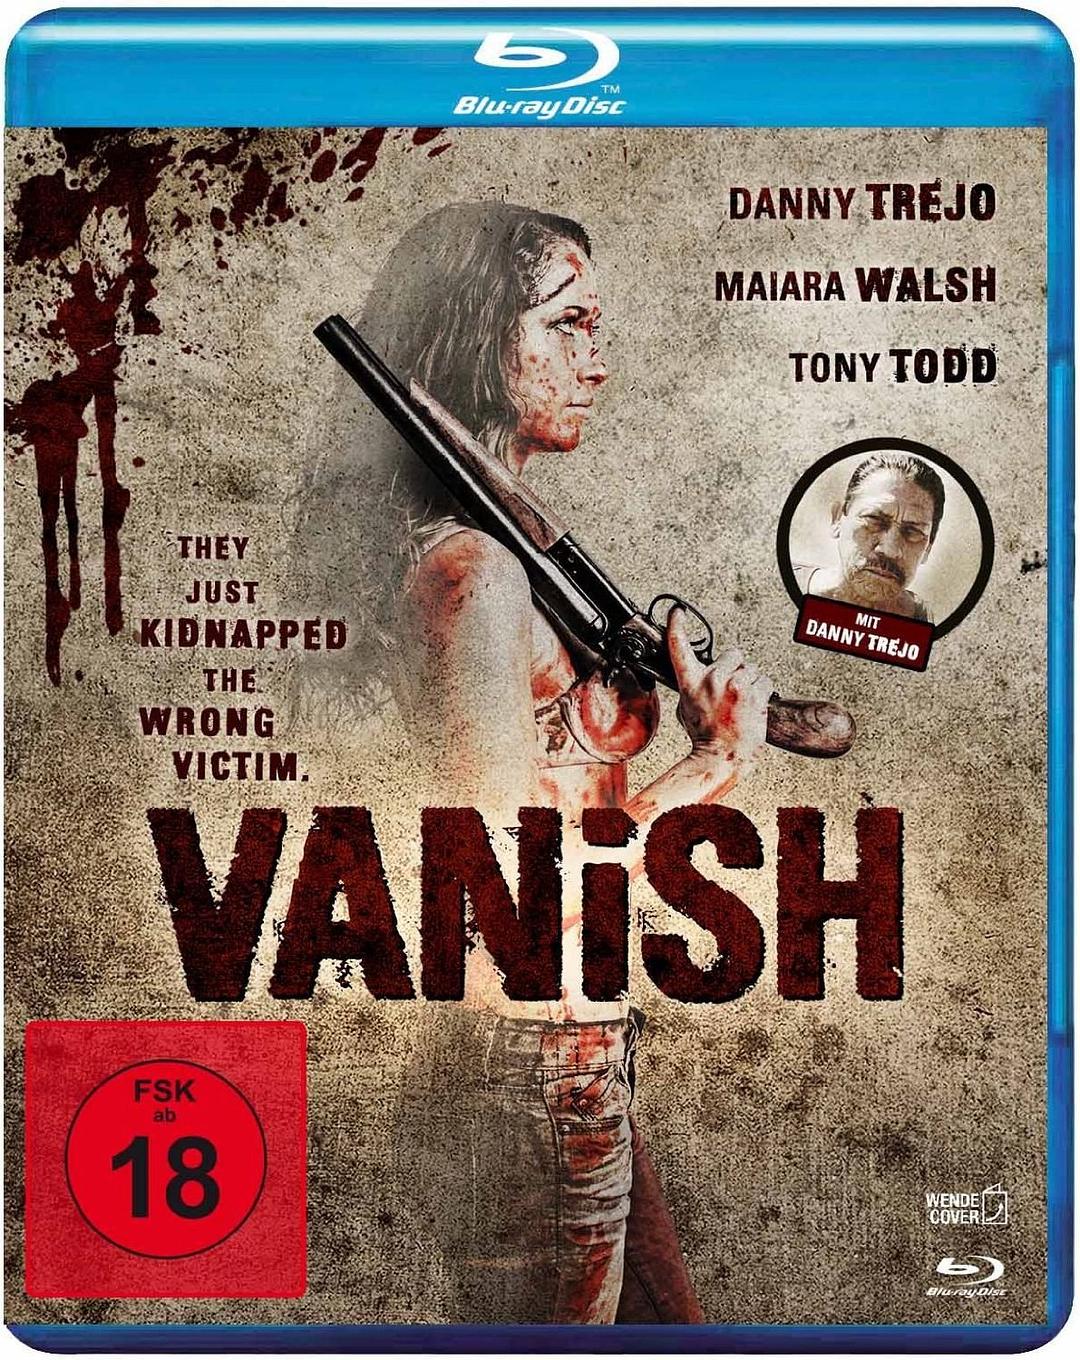 Blu-ray Disc
TM
DANNY TREJO
MAIARA WALSH
TONY TODD
MIT
DANNY TREJO
THEY
JUST
KIDNAPPED
THE
WRONG
VICTIM.
VANiSH
FSK
ab
18
WENDE
COVER
Blu-ray Disc